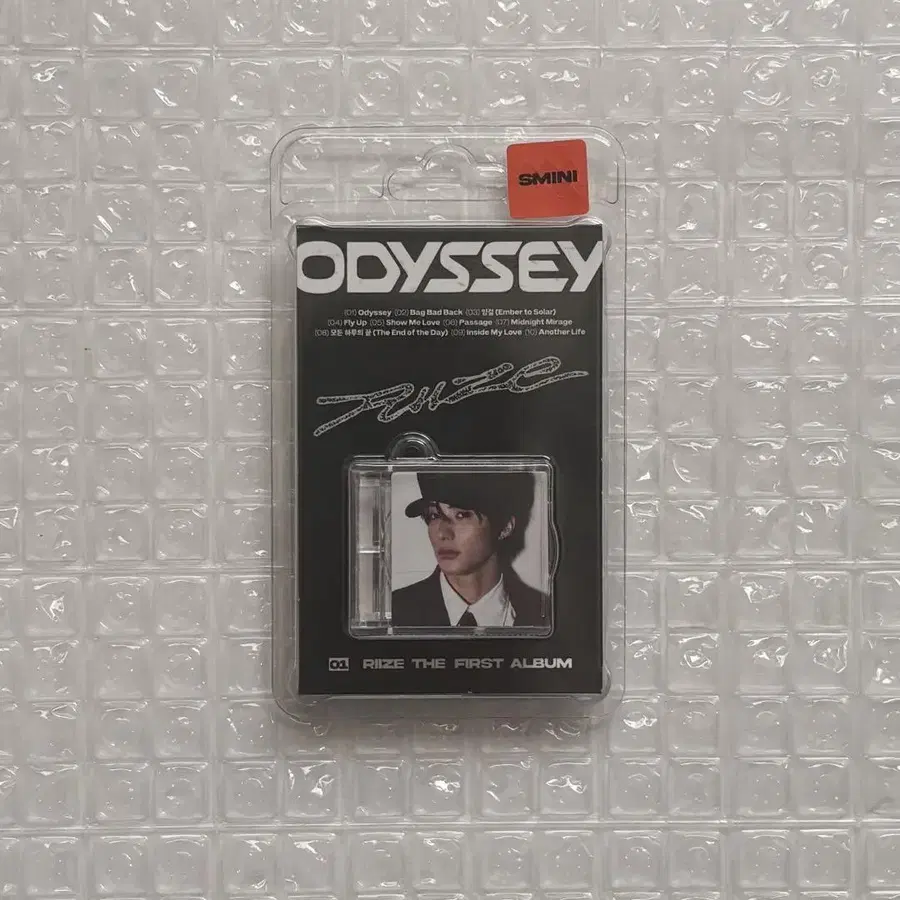 SMINI
ODYSSEY
(01) Odyssey (02) Bag Bad Back (03) 잉걸 (Ember to Solar)
(04) Fly Up (05) Show Me Love (06) Passage (07) Midnight Mirage
(08) 모든 하루의 끝 (The End of the Day) (09) Inside My Love (10) Another Life
RIIZE
01 RIIZE THE FIRST ALBUM